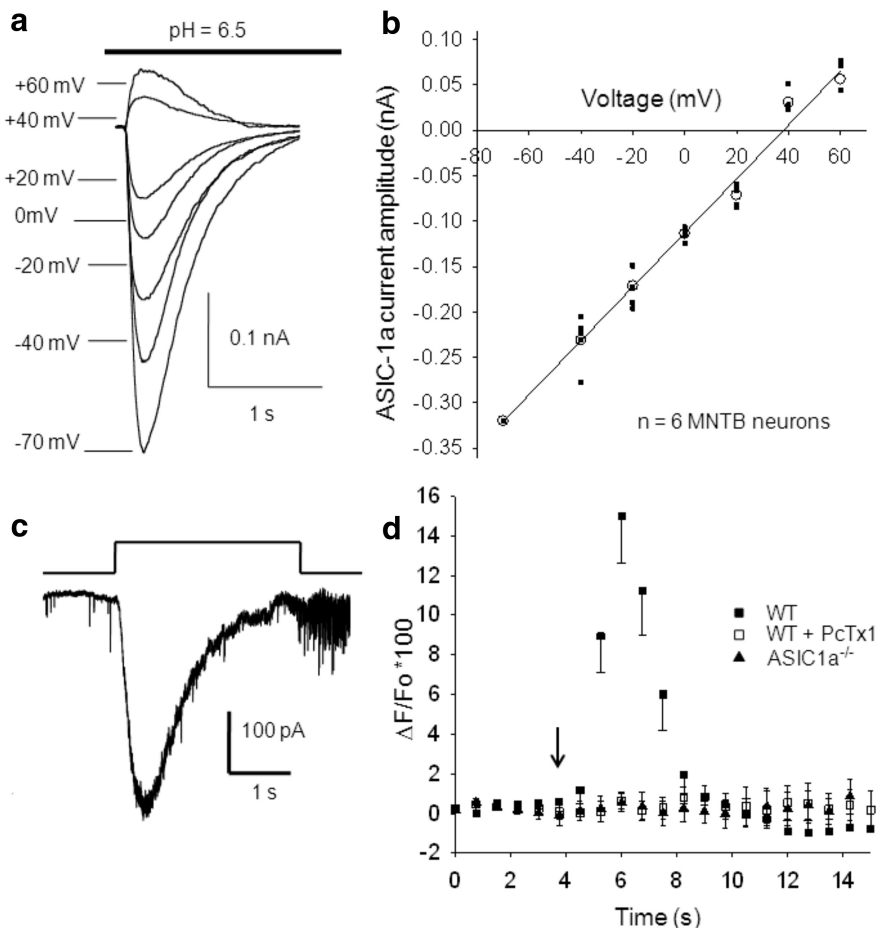 a
pH = 6.5
+60 mV
+40 mV
+20 mV
0mV
-20 mV
-40 mV
-70 mV
0.1 nA
1 s
b
ASIC-1a current amplitude (nA)
Voltage (mV)
0.10
0.05
0.00
-0.05
-0.10
-0.15
-0.20
-0.25
-0.30
-0.35
-80 -60 -40 -20 0 20 40 60
n = 6 MNTB neurons
c
100 pA
1 s
d
ΔF/Fo *100
16
14
12
10
8
6
4
2
0
-2
WT
WT + PcTx1
ASIC1a-/-
0 2 4 6 8 10 12 14
Time (s)